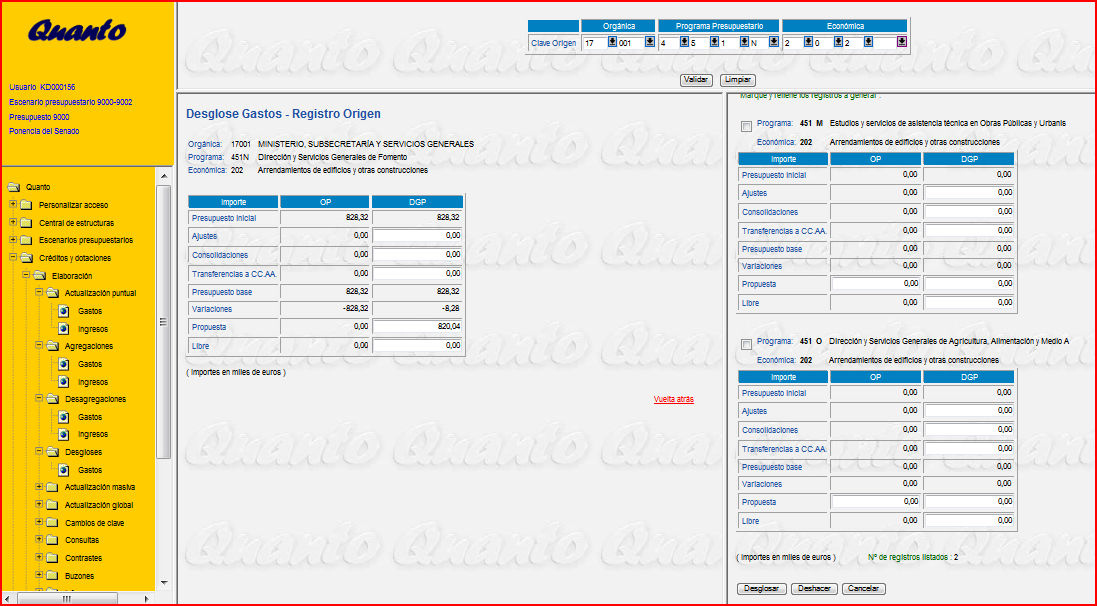 Quanto
Usuario KD000156
Escenario presupuestario 9000-9002
Presupuesto 9000
Ponencia del Senado
Quanto
Personalizar acceso
Central de estructuras
Escenarios presupuestarios
Créditos y dotaciones
Elaboración
Actualización puntual
Gastos
Ingresos
Agregaciones
Gastos
Ingresos
Desagregaciones
Gastos
Ingresos
Desgloses
Gastos
Actualización masiva
Actualización global
Cambios de clave
Consultas
Contrastes
Buzones
Orgánica Programa Presupuestario Económica
Clave Origen 17 001 4 5 1 N 2 0 2
Validar Limpiar
Desglose Gastos - Registro Origen
Orgánica: 17001 MINISTERIO, SUBSECRETARÍA Y SERVICIOS GENERALES
Programa: 451N Dirección y Servicios Generales de Fomento
Económica: 202 Arrendamientos de edificios y otras construcciones
Importe OP DGP
Presupuesto Inicial 828,32 828,32
Ajustes 0,00 0,00
Consolidaciones 0,00 0,00
Transferencias a CC.AA. 0,00 0,00
Presupuesto base 828,32 828,32
Variaciones -828,32 -8,28
Propuesta 0,00 820,04
Libre 0,00 0,00
( Importes en miles de euros )
Vuelta atrás
Marque y rellene los registros a generar :
Programa: 451 M Estudios y servicios de asistencia técnica en Obras Públicas y Urbanis
Económica: 202 Arrendamientos de edificios y otras construcciones
Importe OP DGP
Presupuesto Inicial 0,00 0,00
Ajustes 0,00 0,00
Consolidaciones 0,00 0,00
Transferencias a CC.AA. 0,00 0,00
Presupuesto base 0,00 0,00
Variaciones 0,00 0,00
Propuesta 0,00 0,00
Libre 0,00 0,00
Programa: 451 O Dirección y Servicios Generales de Agricultura, Alimentación y Medio A
Económica: 202 Arrendamientos de edificios y otras construcciones
Importe OP DGP
Presupuesto Inicial 0,00 0,00
Ajustes 0,00 0,00
Consolidaciones 0,00 0,00
Transferencias a CC.AA. 0,00 0,00
Presupuesto base 0,00 0,00
Variaciones 0,00 0,00
Propuesta 0,00 0,00
Libre 0,00 0,00
( Importes en miles de euros ) Nº de registros listados : 2
Desglosar Deshacer Cancelar